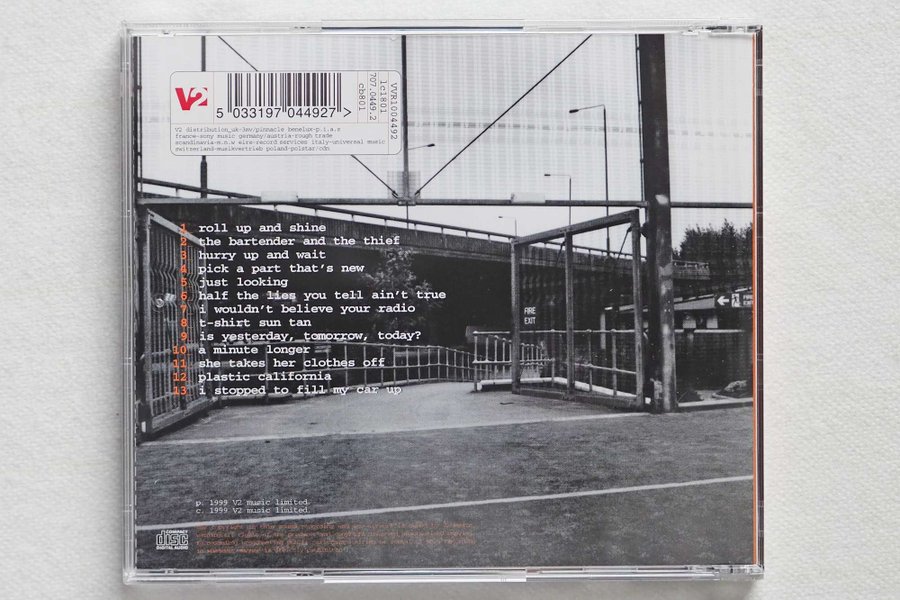 V2
5 033197 044927 >
VVR1004492
lc1801
707.0449.2
cb801
V2 distribution_uk-3mv/pinnacle benelux-p.i.a.s
france-sony music germany/austria-rough trade
scandinavia-m.n.w eire-record services italy-universal music
switzerland-musikvertrieb poland-polstar/cdn
1 roll up and shine
2 the bartender and the thief
3 hurry up and wait
4 pick a part that's new
5 just looking
6 half the lies you tell ain't true
7 i wouldn't believe your radio
8 t-shirt sun tan
9 is yesterday, tomorrow, today?
10 a minute longer
11 she takes her clothes off
12 plastic california
13 i stopped to fill my car up
FIRE
EXIT
FIRE
p. 1999 V2 music limited.
c. 1999 V2 music limited.
COMPACT
disc
DIGITAL AUDIO